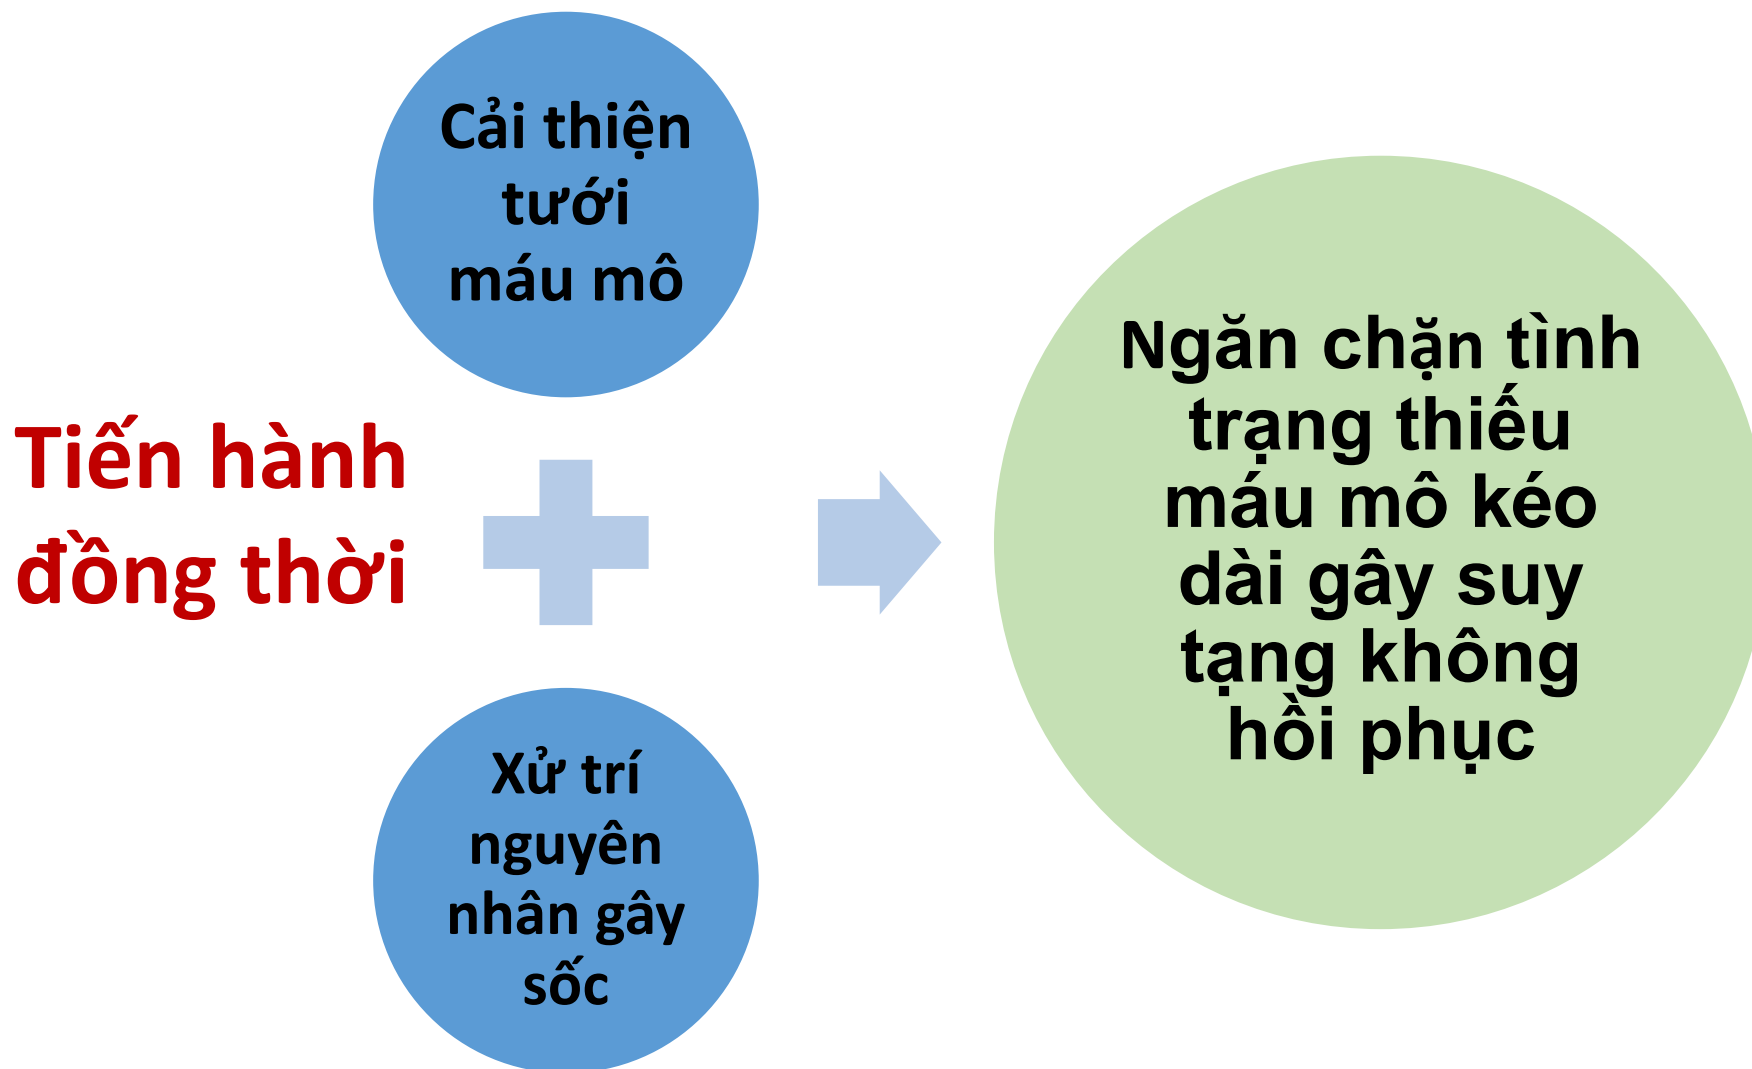 Cải thiện
tưới
máu mô
Tiến hành
đồng thời
Xử trí
nguyên
nhân gây
sốc
Ngăn chặn tình
trạng thiếu
máu mô kéo
dài gây suy
tạng không
hồi phục